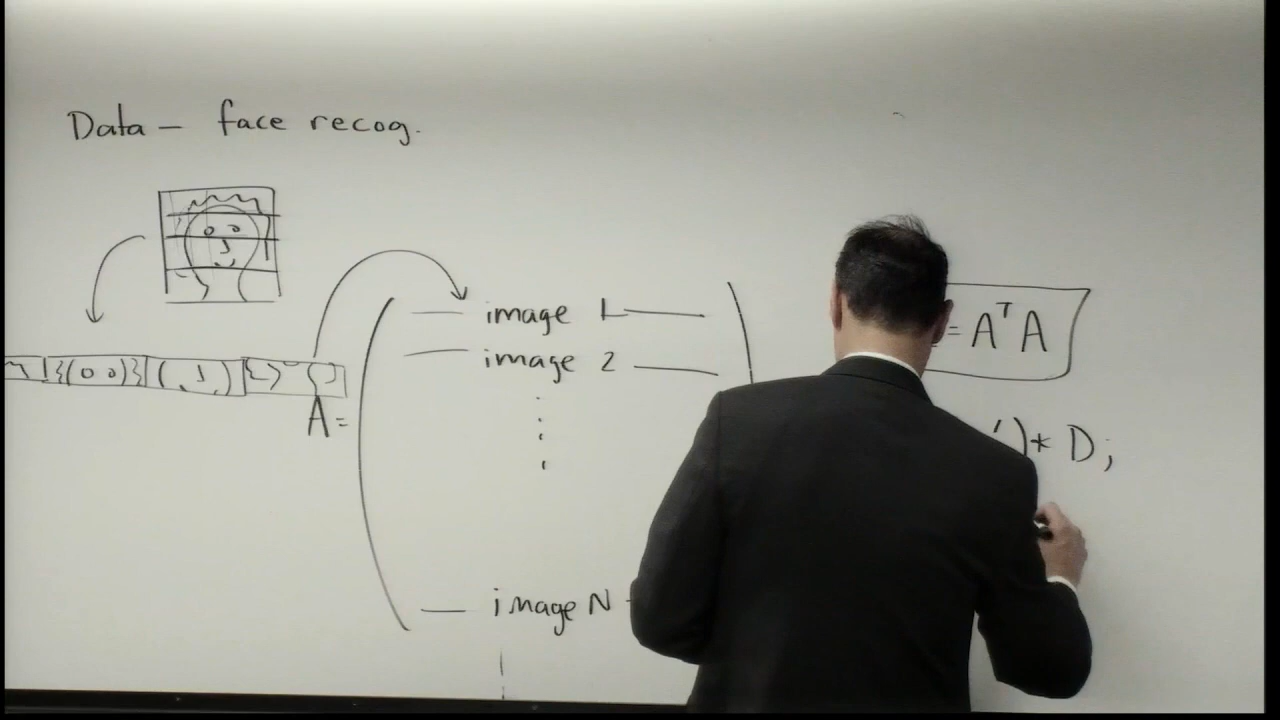 Data – face recog.
image 1
image 2
A =
image N
= AᵀA
')* D;